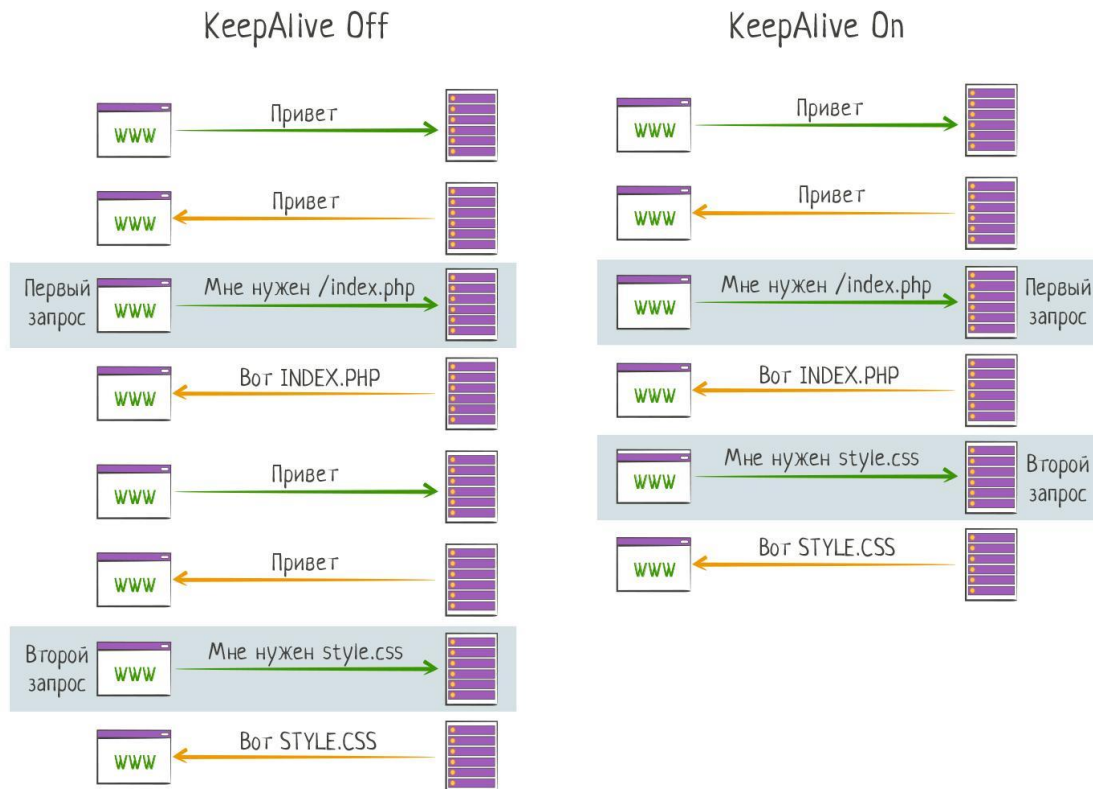 KeepAlive Off
WWW
Привет
WWW
Привет
Первый
запрос
WWW
Мне нужен /index.php
WWW
Вот INDEX.PHP
WWW
Привет
WWW
Привет
Второй
запрос
WWW
Мне нужен style.css
WWW
Вот STYLE.CSS
KeepAlive On
WWW
Привет
WWW
Привет
WWW
Мне нужен /index.php
Первый
запрос
WWW
Вот INDEX.PHP
WWW
Мне нужен style.css
Второй
запрос
WWW
Вот STYLE.CSS